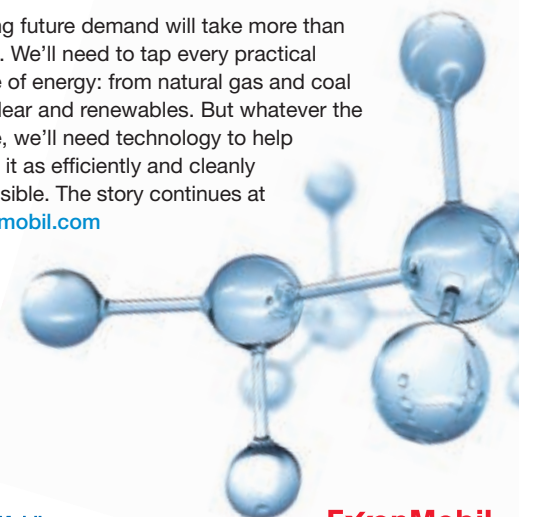 ng future demand will take more than
. We’ll need to tap every practical
e of energy: from natural gas and coal
lear and renewables. But whatever the
e, we’ll need technology to help
it as efficiently and cleanly
sible. The story continues at
mobil.com
ExxonMobil